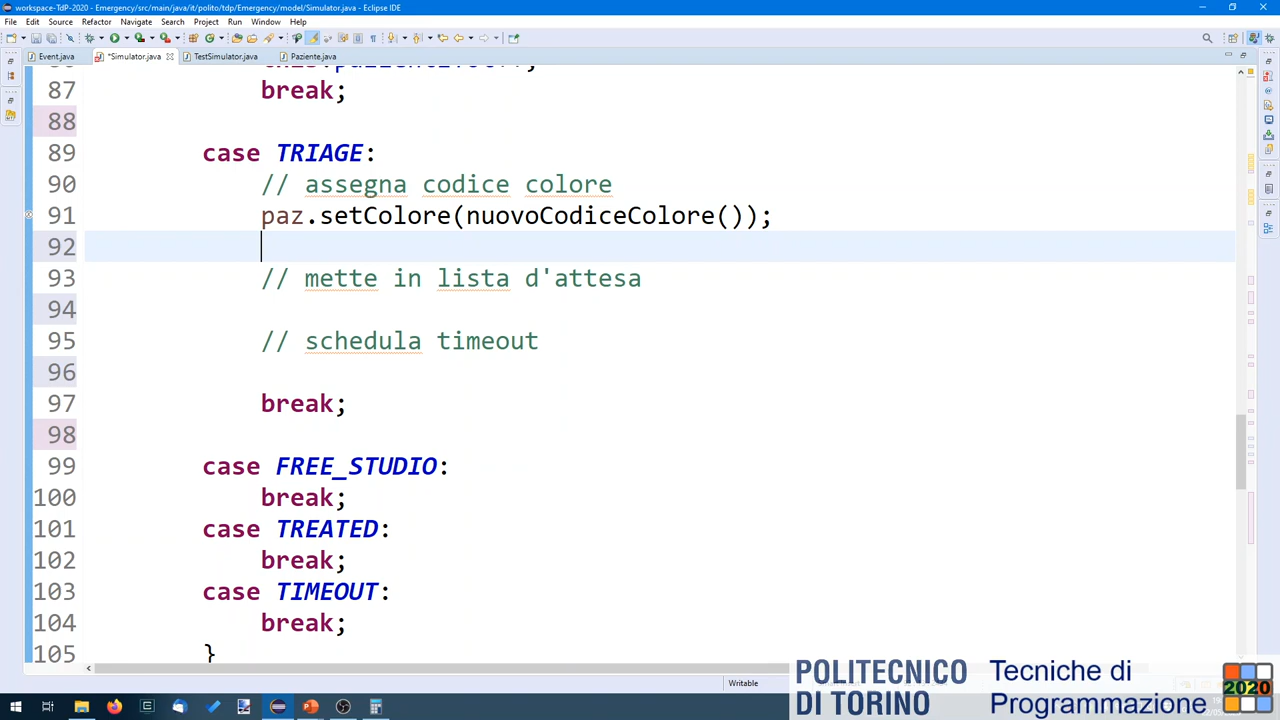 workspace-TdP-2020 - Emergency/src/main/java/it/polito/tdp/Emergency/model/Simulator.java - Eclipse IDE
File Edit Source Refactor Navigate Search Project Run Window Help
Event.java *Simulator.java TestSimulator.java Paziente.java
87 break;
88
89 case TRIAGE:
90 // assegna codice colore
91 paz.setColore(nuovoCodiceColore());
92
93 // mette in lista d'attesa
94
95 // schedula timeout
96
97 break;
98
99 case FREE_STUDIO:
100 break;
101 case TREATED:
102 break;
103 case TIMEOUT:
104 break;
105 }
Writable
POLITECNICO
DI TORINO
Tecniche di
Programmazione
2020